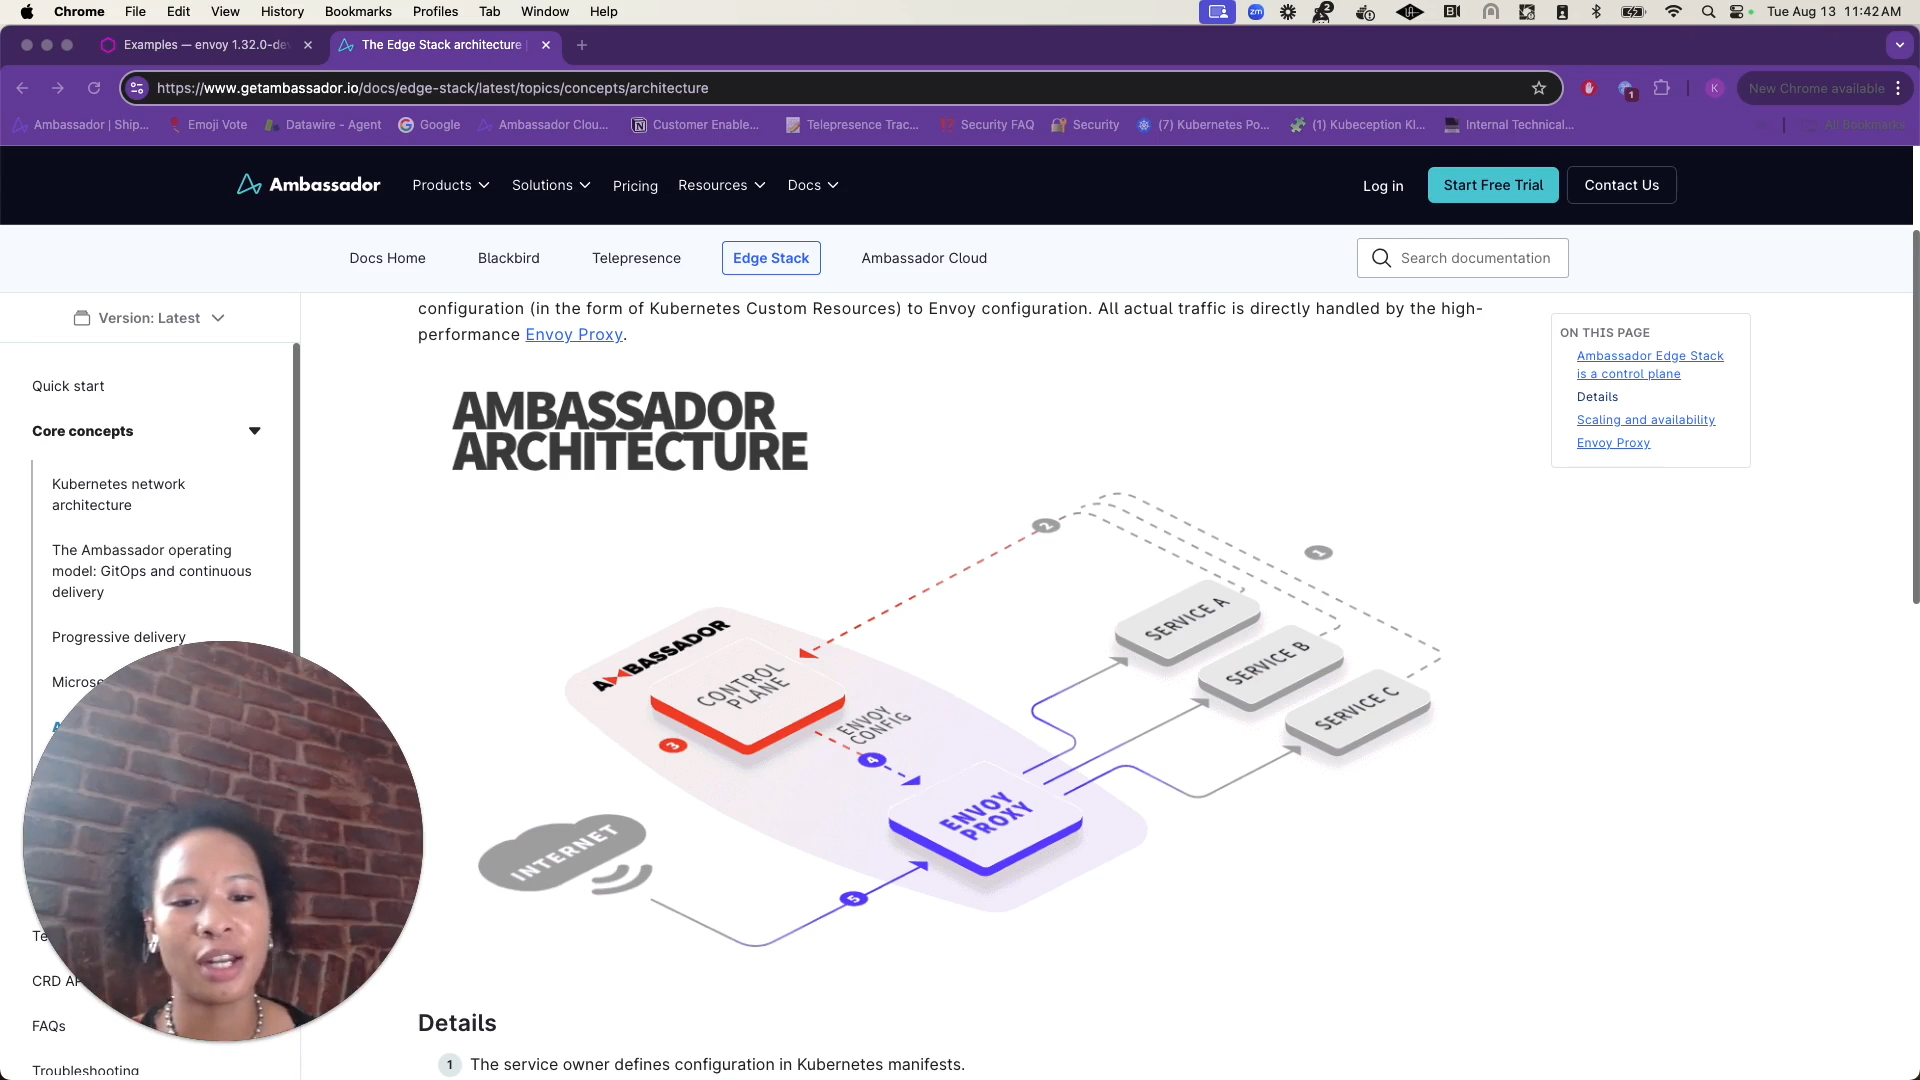 Chrome File Edit View History Bookmarks Profiles Tab Window Help
Tue Aug 13 11:42 AM
Examples — envoy 1.32.0-dev
The Edge Stack architecture
https://www.getambassador.io/docs/edge-stack/latest/topics/concepts/architecture
New Chrome available
Ambassador | Ship...
Emoji Vote
Datawire - Agent
Google
Ambassador Clou...
Customer Enable...
Telepresence Trac...
Security FAQ
Security
(7) Kubernetes Po...
(1) Kubeception Kl...
Internal Technical...
All Bookmarks
Ambassador
Products
Solutions
Pricing
Resources
Docs
Log in
Start Free Trial
Contact Us
Docs Home
Blackbird
Telepresence
Edge Stack
Ambassador Cloud
Search documentation
Version: Latest
Quick start
Core concepts
Kubernetes network
architecture
The Ambassador operating
model: GitOps and continuous
delivery
Progressive delivery
CRD
FAQs
Troubleshooting
configuration (in the form of Kubernetes Custom Resources) to Envoy configuration. All actual traffic is directly handled by the high-
performance Envoy Proxy.
ON THIS PAGE
Ambassador Edge Stack
is a control plane
Details
Scaling and availability
Envoy Proxy
AMBASSADOR
ARCHITECTURE
2
1
SERVICE A
SERVICE B
SERVICE C
AMBASSADOR
CONTROL
PLANE
ENVOY
CONFIG
3
4
ENVOY
PROXY
INTERNET
5
Details
1 The service owner defines configuration in Kubernetes manifests.